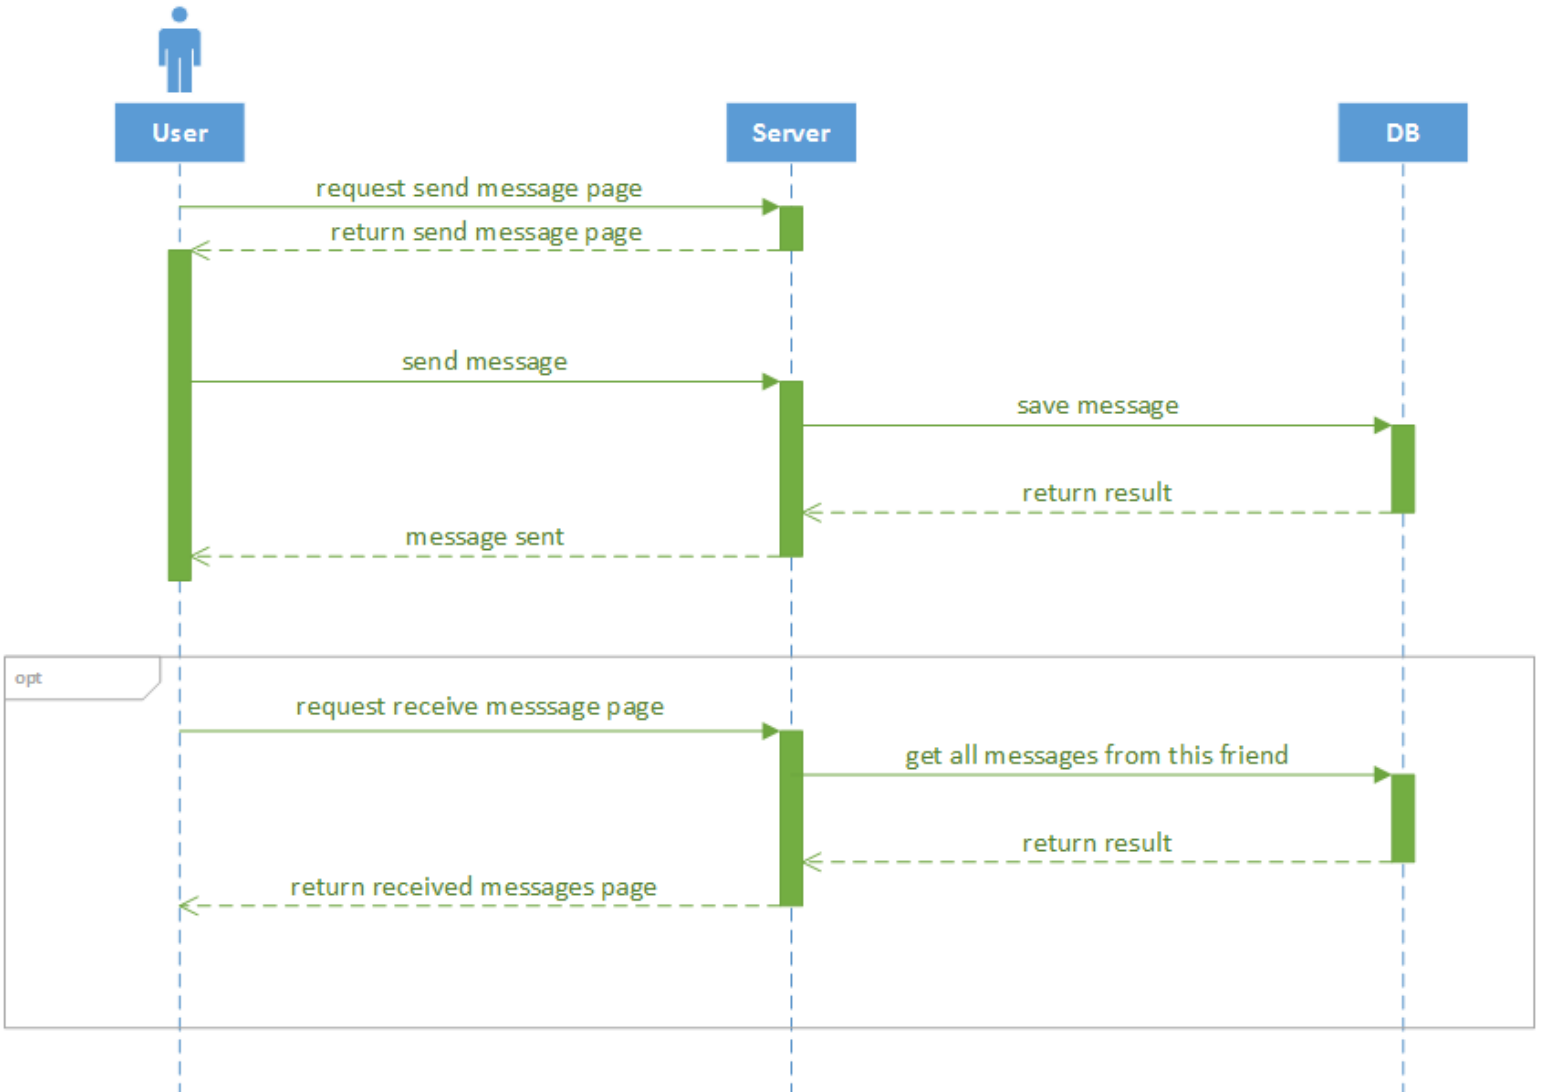 User
Server
DB
request send message page
return send message page
send message
save message
return result
message sent
opt
request receive messsage page
get all messages from this friend
return result
return received messages page